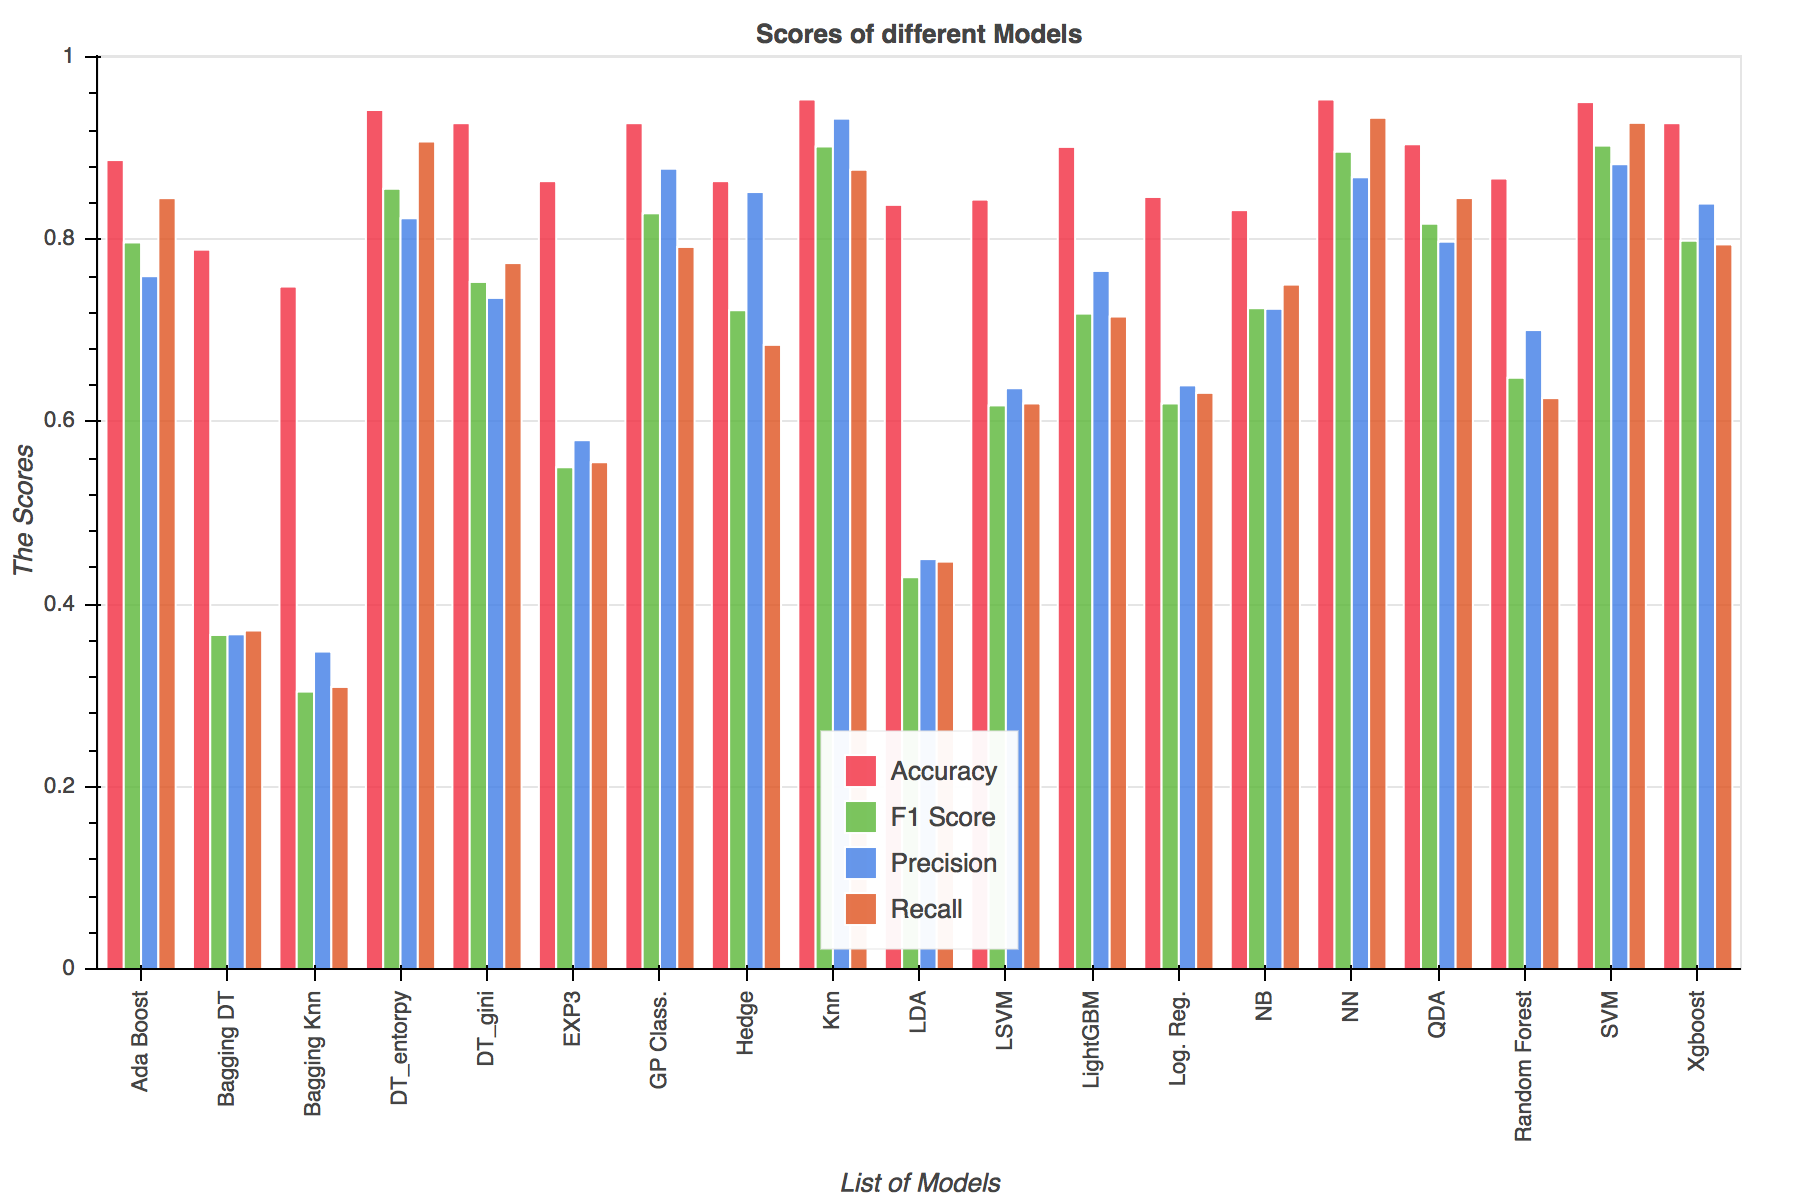 Scores of different Models
The Scores
1
0.8
0.6
0.4
0.2
0
Accuracy
F1 Score
Precision
Recall
Ada Boost
Bagging DT
Bagging Knn
DT_entorpy
DT_gini
EXP3
GP Class.
Hedge
Knn
LDA
LSVM
LightGBM
Log. Reg.
NB
NN
QDA
Random Forest
SVM
Xgboost
List of Models